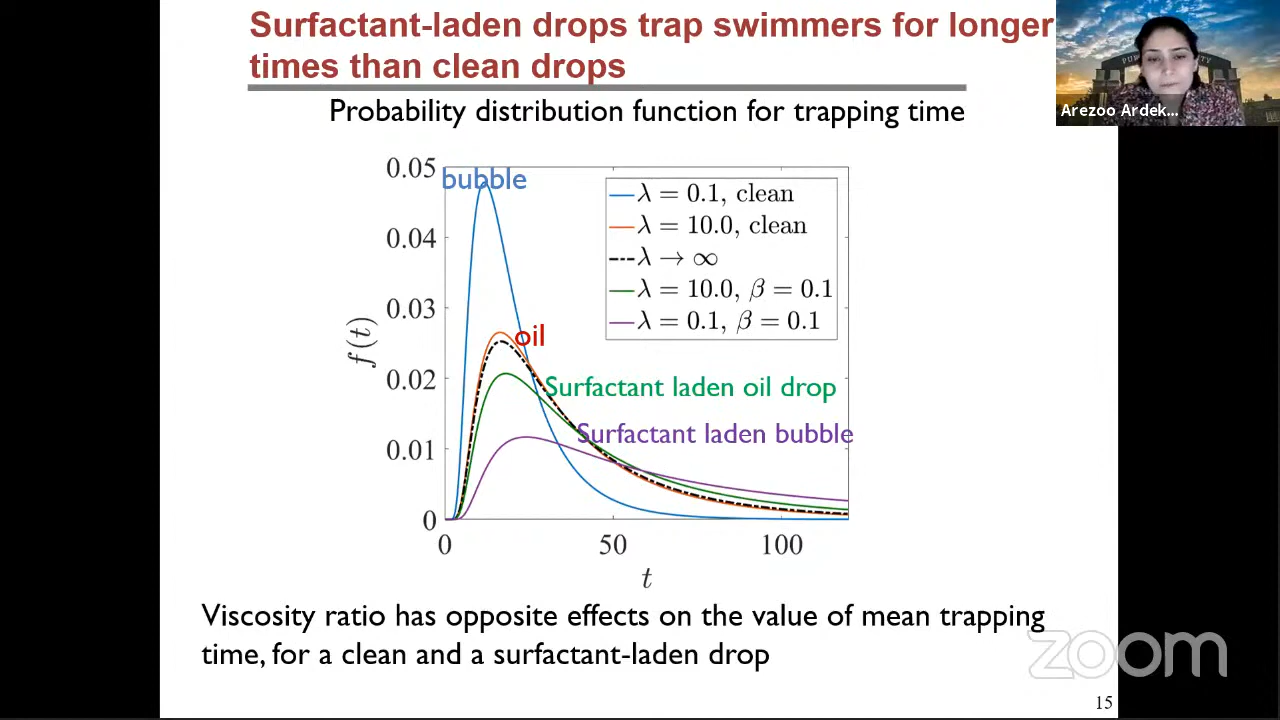 Surfactant-laden drops trap swimmers for longer
times than clean drops
Arezoo Ardek...
Probability distribution function for trapping time
0.05
0.04
0.03
0.02
0.01
0
f(t)
bubble
λ = 0.1, clean
λ = 10.0, clean
λ → ∞
λ = 10.0, β = 0.1
λ = 0.1, β = 0.1
oil
Surfactant laden oil drop
Surfactant laden bubble
0 50 100
t
Viscosity ratio has opposite effects on the value of mean trapping
time, for a clean and a surfactant-laden drop
zoom
15